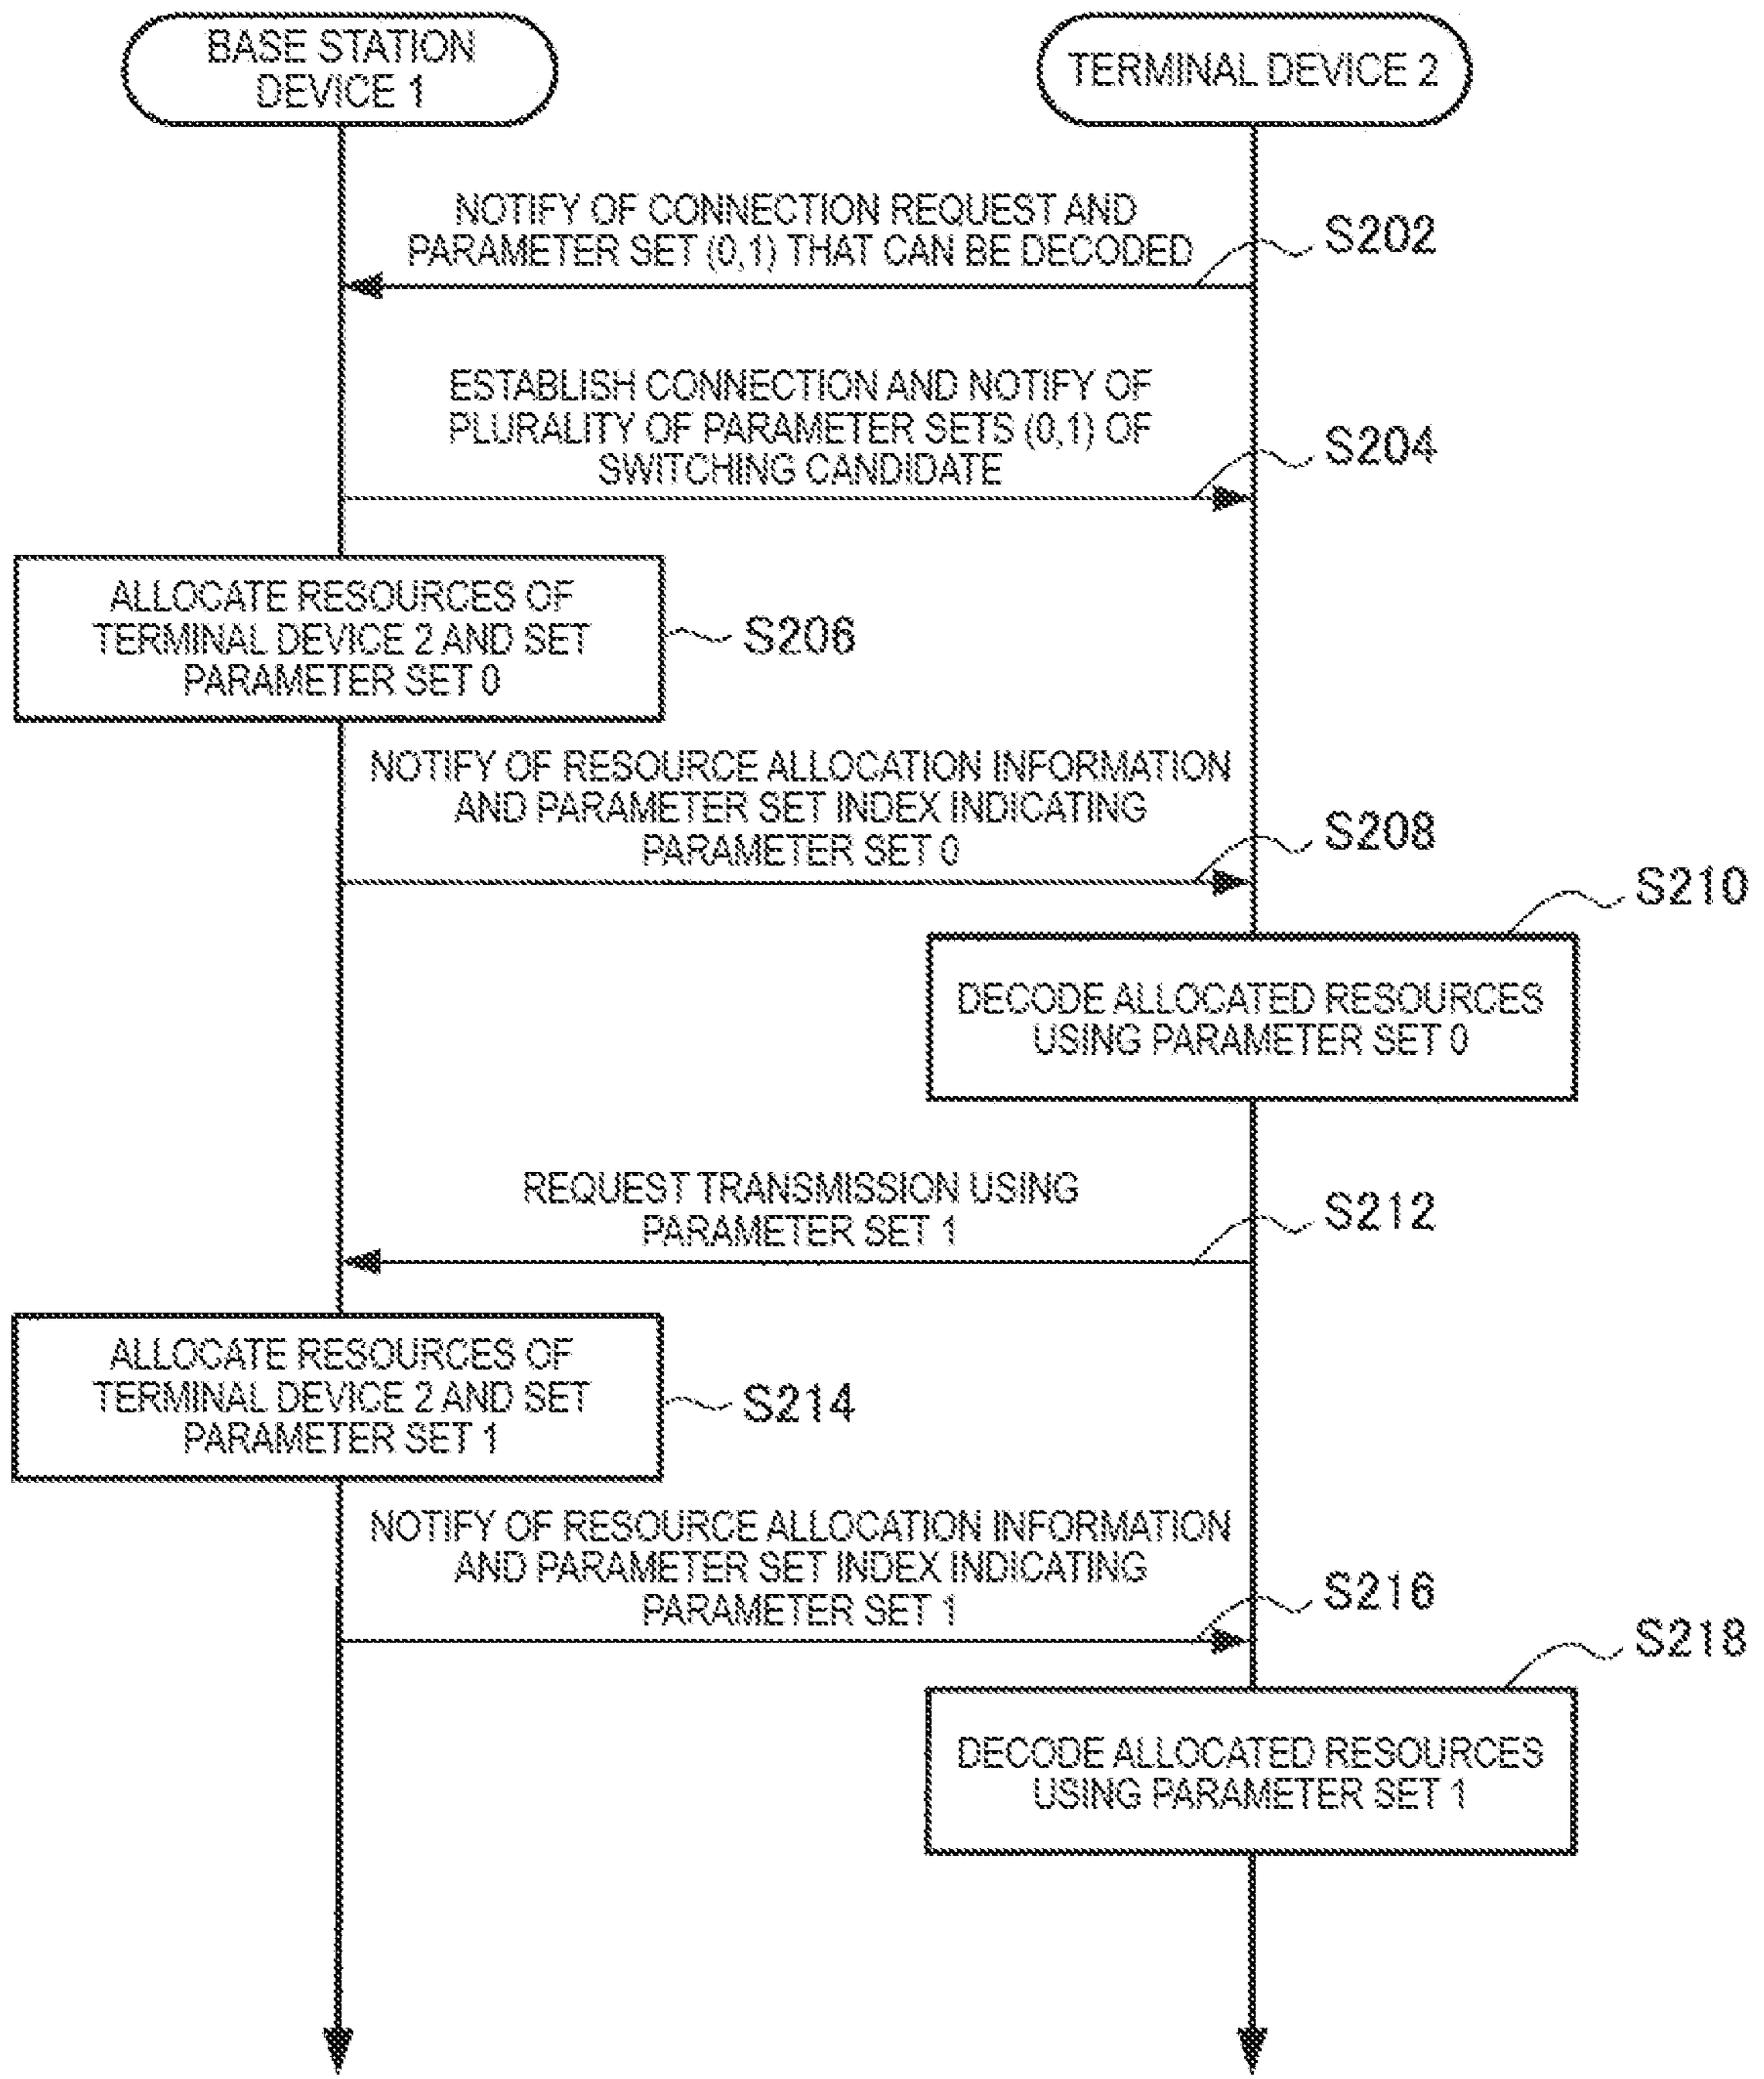 BASE STATION
DEVICE 1
TERMINAL DEVICE 2
NOTIFY OF CONNECTION REQUEST AND
PARAMETER SET (0,1) THAT CAN BE DECODED
S202
ESTABLISH CONNECTION AND NOTIFY OF
PLURALITY OF PARAMETER SETS (0,1) OF
SWITCHING CANDIDATE
S204
ALLOCATE RESOURCES OF
TERMINAL DEVICE 2 AND SET
PARAMETER SET 0
S206
NOTIFY OF RESOURCE ALLOCATION INFORMATION
AND PARAMETER SET INDEX INDICATING
PARAMETER SET 0
S208
S210
DECODE ALLOCATED RESOURCES
USING PARAMETER SET 0
REQUEST TRANSMISSION USING
PARAMETER SET 1
S212
ALLOCATE RESOURCES OF
TERMINAL DEVICE 2 AND SET
PARAMETER SET 1
S214
NOTIFY OF RESOURCE ALLOCATION INFORMATION
AND PARAMETER SET INDEX INDICATING
PARAMETER SET 1
S216
S218
DECODE ALLOCATED RESOURCES
USING PARAMETER SET 1